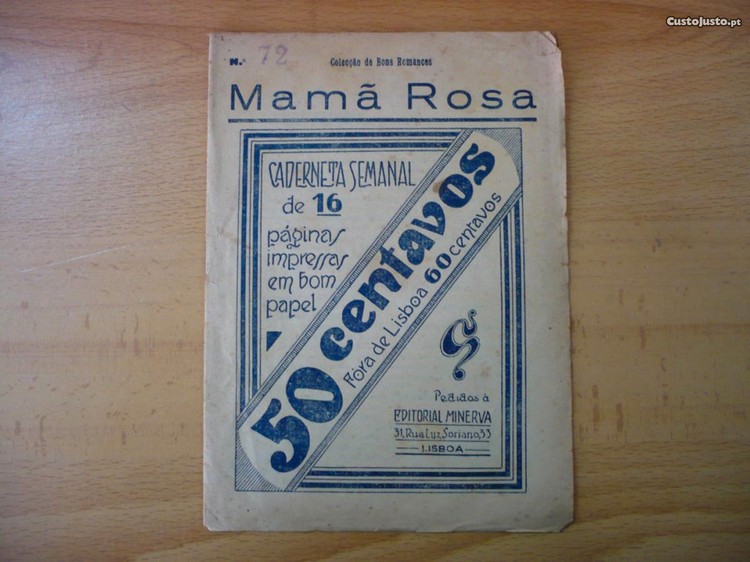 CustoJusto.pt
N.º 72
Colecção de Bons Romances
Mamã Rosa
CADERNETA SEMANAL
de 16
páginas
impressas
em bom
papel
50 centavos
Fóra de Lisboa 60 centavos
Pedidos á
EDITORIAL MINERVA
31, Rua Luz Soriano, 33
LISBOA